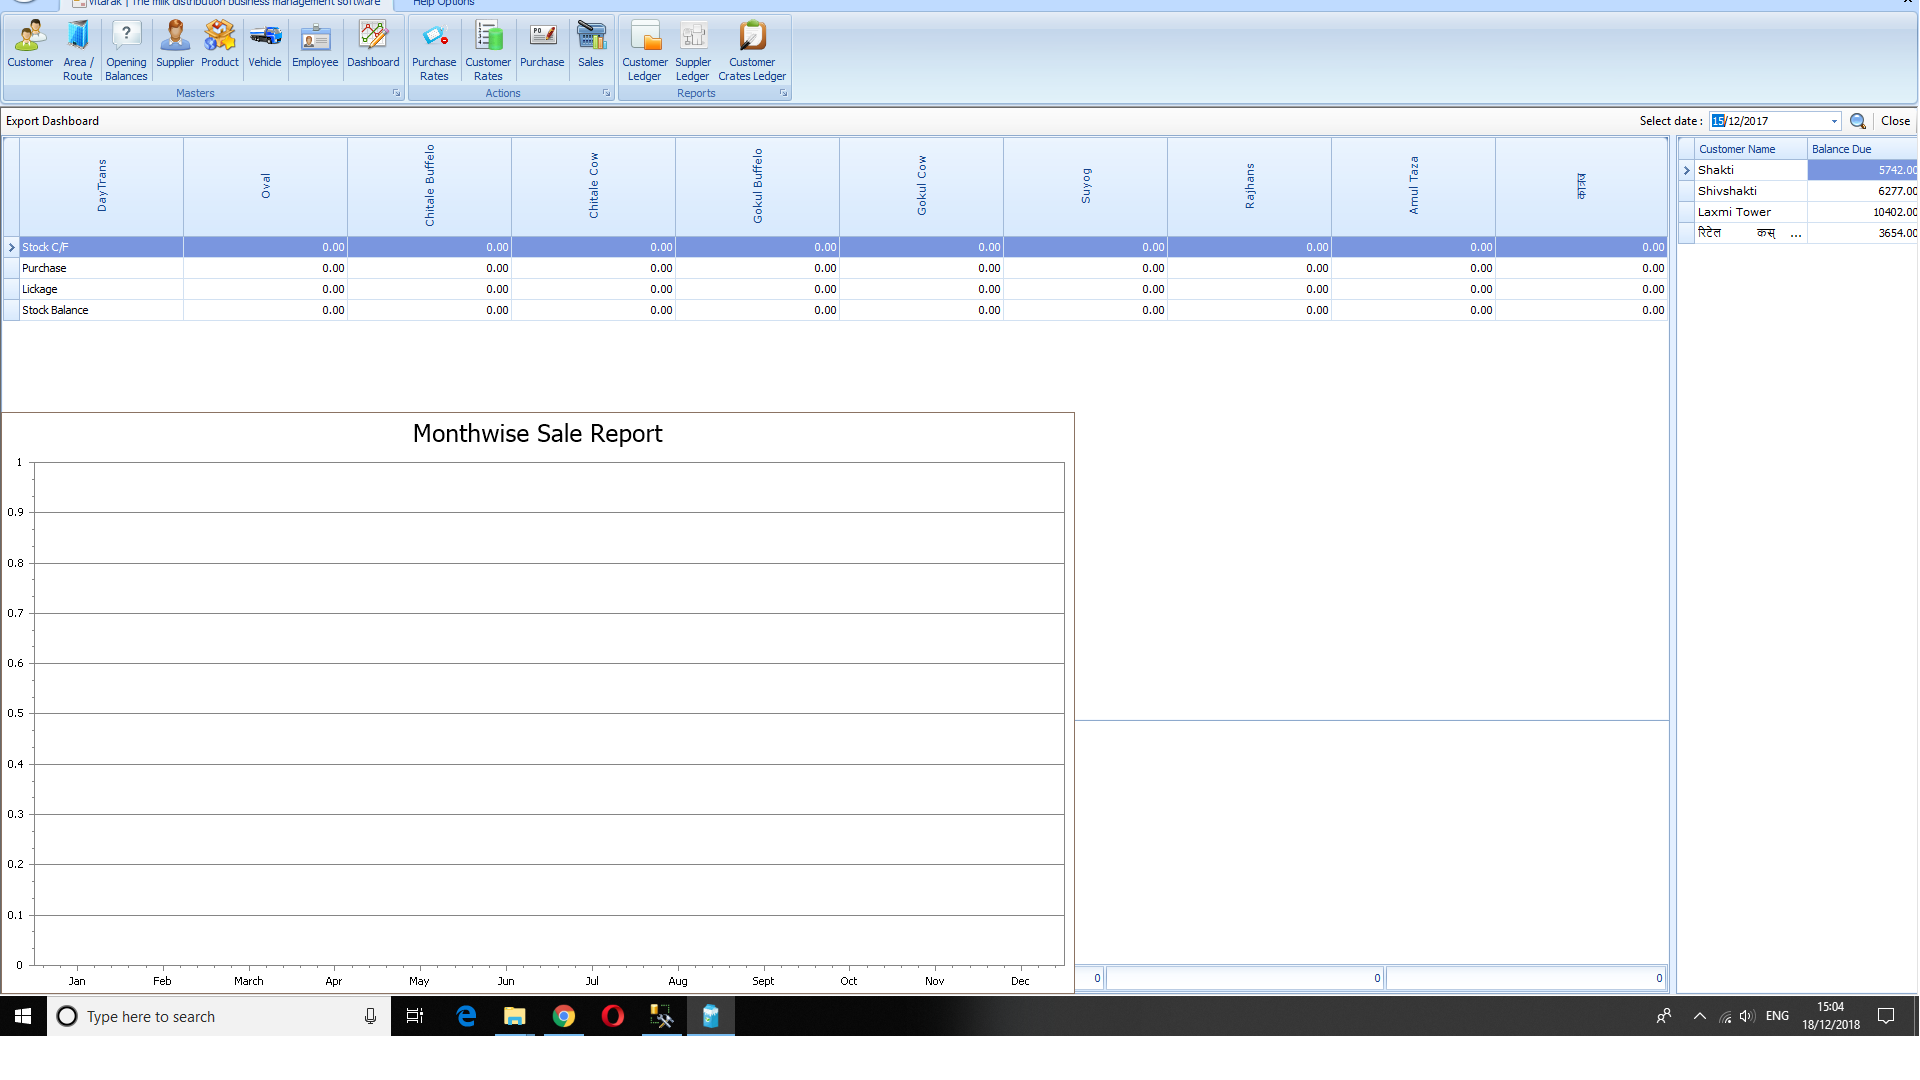 Vitarak | The milk distribution business management software Help Options
Customer Area / Route Opening Balances Supplier Product Vehicle Employee Dashboard Purchase Rates Customer Rates Purchase Sales Customer Ledger Suppler Ledger Customer Crates Ledger
Masters Actions Reports
Export Dashboard Select date : 15/12/2017 Close
DayTrans Oval Chitale Buffelo Chitale Cow Gokul Buffelo Gokul Cow Suyog Rajhans Amul Taza कात्रज
Stock C/F 0.00 0.00 0.00 0.00 0.00 0.00 0.00 0.00 0.00
Purchase 0.00 0.00 0.00 0.00 0.00 0.00 0.00 0.00 0.00
Lickage 0.00 0.00 0.00 0.00 0.00 0.00 0.00 0.00 0.00
Stock Balance 0.00 0.00 0.00 0.00 0.00 0.00 0.00 0.00 0.00
Customer Name Balance Due
Shakti 5742.00
Shivshakti 6277.00
Laxmi Tower 10402.00
रिटेल कस् ... 3654.00
Monthwise Sale Report
1
0.9
0.8
0.7
0.6
0.5
0.4
0.3
0.2
0.1
0
Jan Feb March Apr May Jun Jul Aug Sept Oct Nov Dec
0 0 0
Type here to search ENG 15:04
18/12/2018